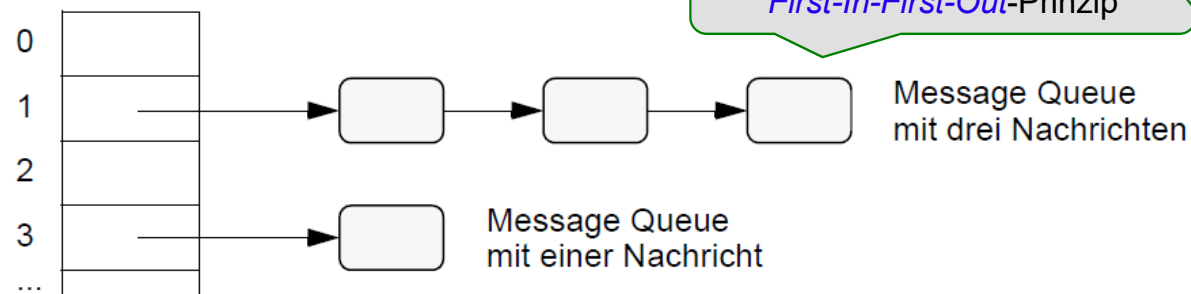 First-In-First-Out-Prinzip
0
1
Message Queue
mit drei Nachrichten
2
3
Message Queue
mit einer Nachricht
...